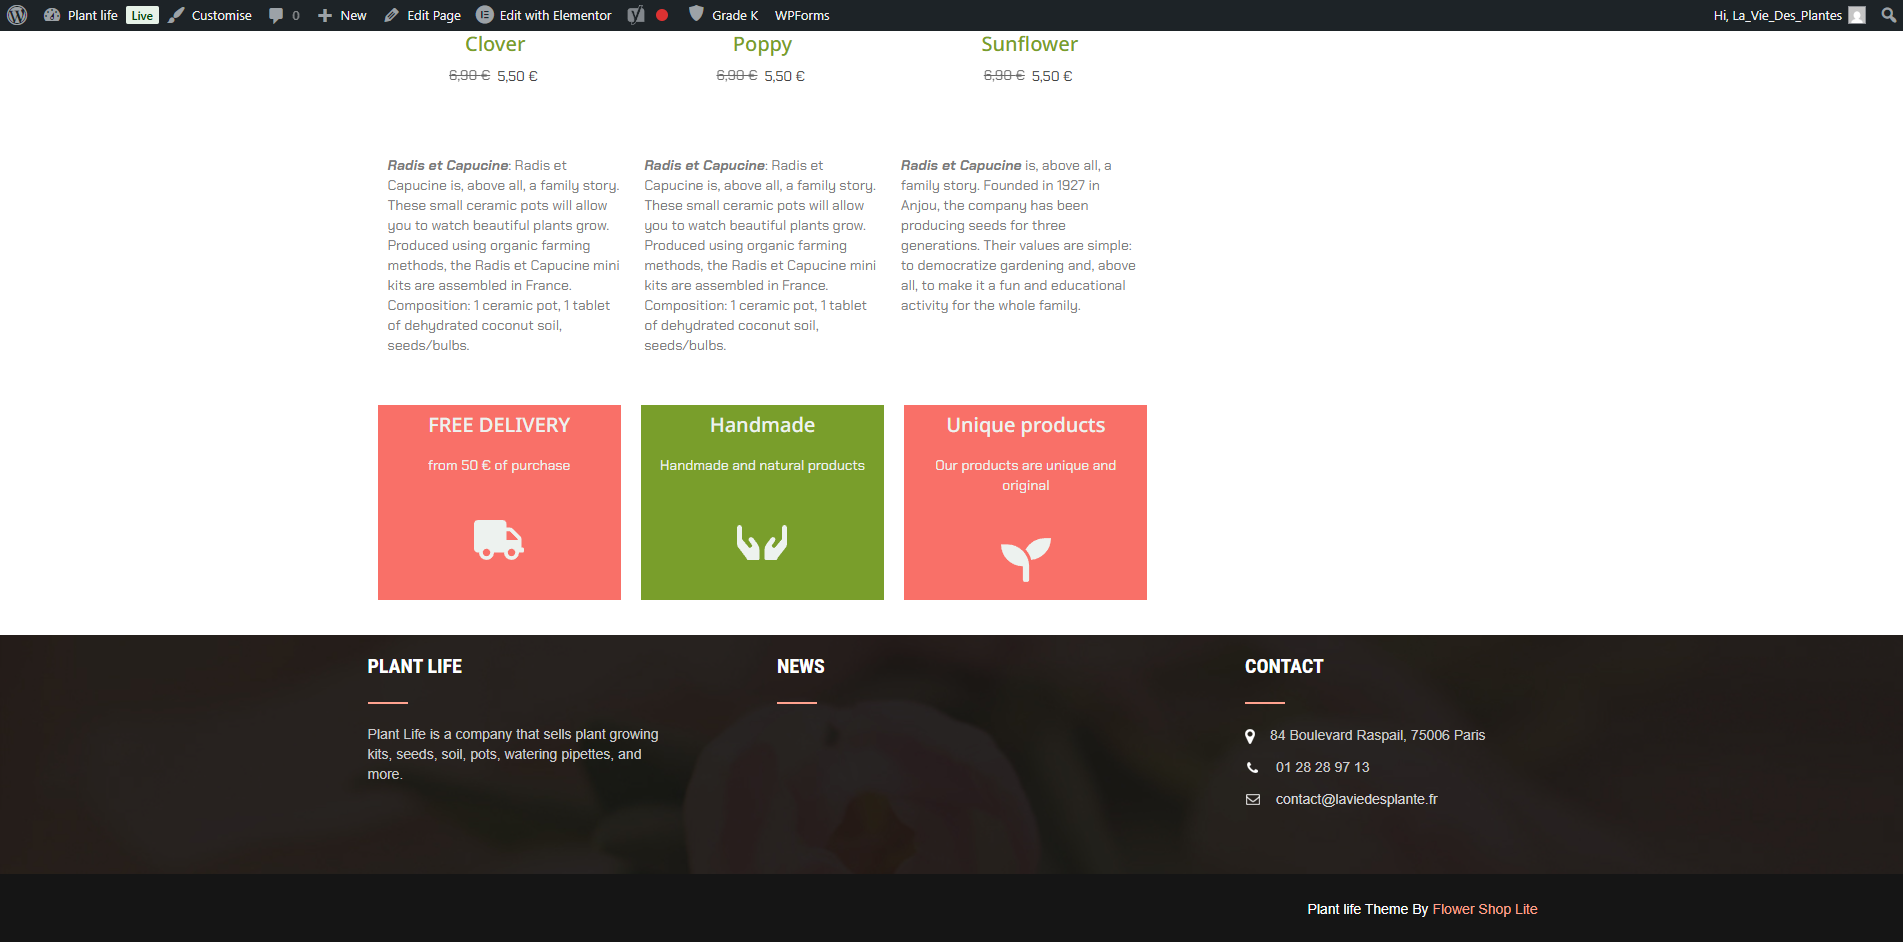 Plant life Live Customise 0 New Edit Page Edit with Elementor Grade K WPForms Hi, La_Vie_Des_Plantes
Clover
6,90 € 5,50 €
Poppy
6,90 € 5,50 €
Sunflower
6,90 € 5,50 €
Radis et Capucine: Radis et
Capucine is, above all, a family story.
These small ceramic pots will allow
you to watch beautiful plants grow.
Produced using organic farming
methods, the Radis et Capucine mini
kits are assembled in France.
Composition: 1 ceramic pot, 1 tablet
of dehydrated coconut soil,
seeds/bulbs.
Radis et Capucine: Radis et
Capucine is, above all, a family story.
These small ceramic pots will allow
you to watch beautiful plants grow.
Produced using organic farming
methods, the Radis et Capucine mini
kits are assembled in France.
Composition: 1 ceramic pot, 1 tablet
of dehydrated coconut soil,
seeds/bulbs.
Radis et Capucine is, above all, a
family story. Founded in 1927 in
Anjou, the company has been
producing seeds for three
generations. Their values are simple:
to democratize gardening and, above
all, to make it a fun and educational
activity for the whole family.
FREE DELIVERY
from 50 € of purchase
Handmade
Handmade and natural products
Unique products
Our products are unique and
original
PLANT LIFE
Plant Life is a company that sells plant growing
kits, seeds, soil, pots, watering pipettes, and
more.
NEWS
CONTACT
84 Boulevard Raspail, 75006 Paris
01 28 28 97 13
contact@laviedesplante.fr
Plant life Theme By Flower Shop Lite